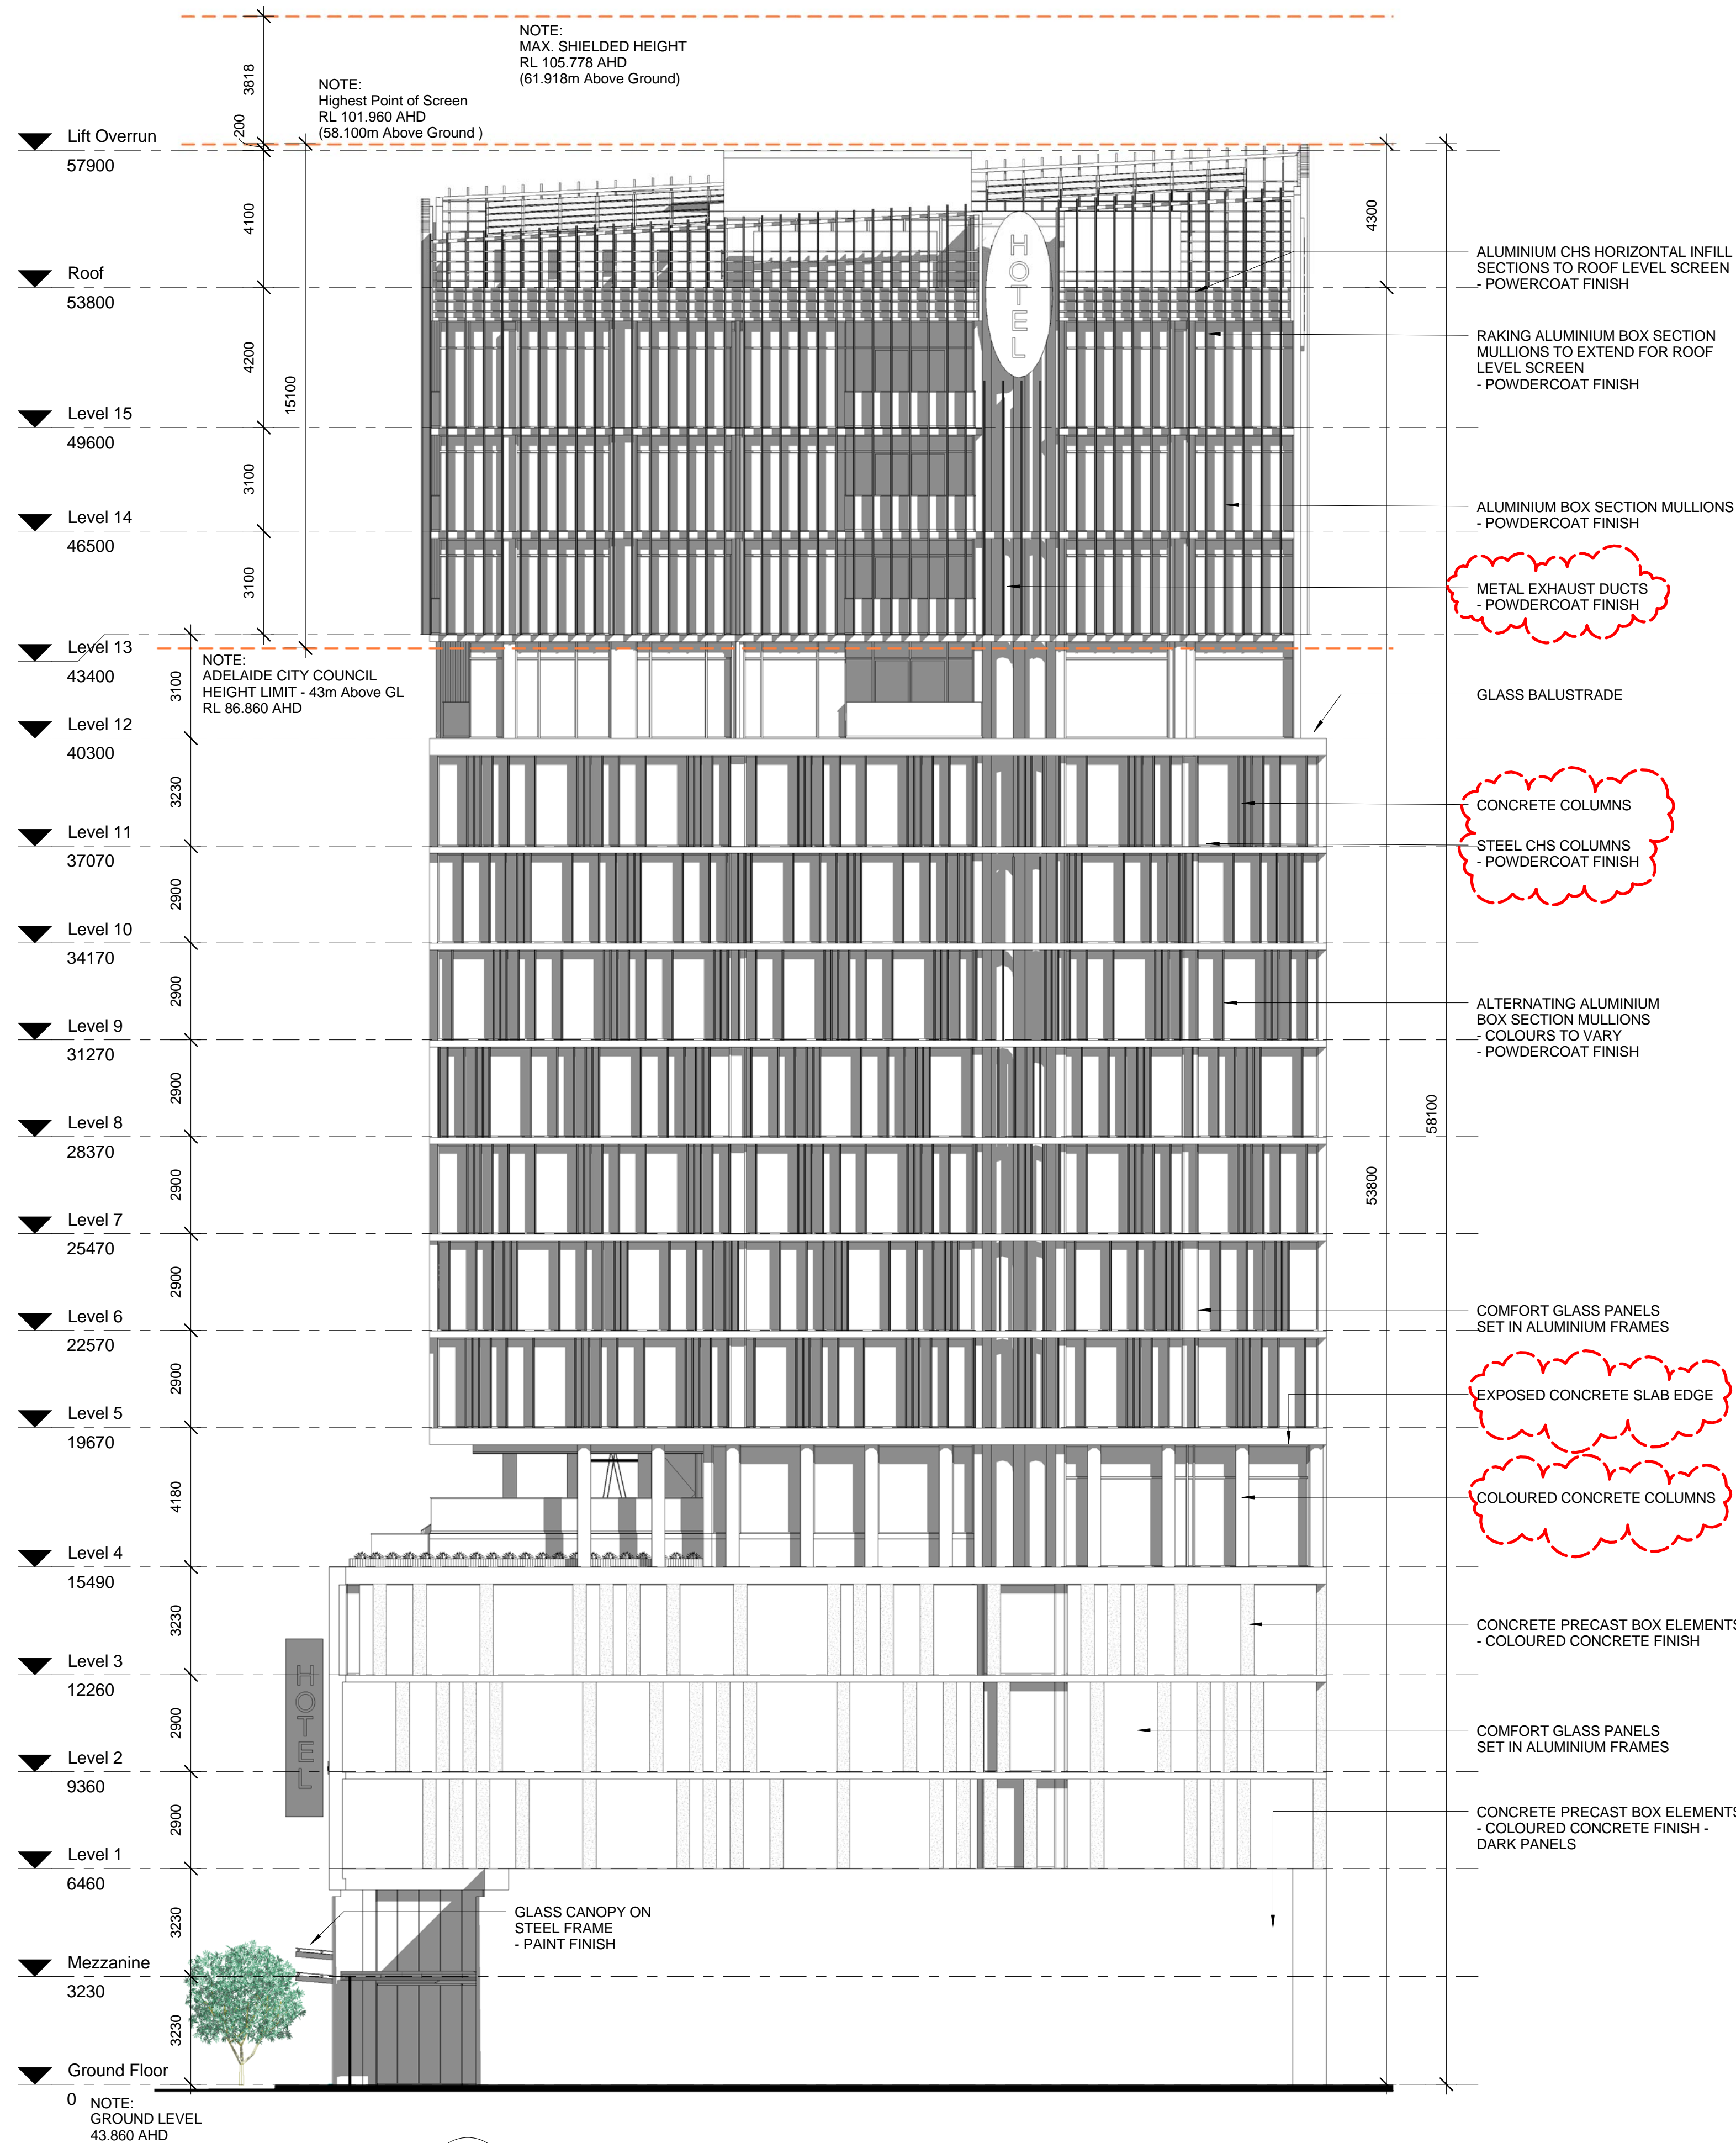 NOTE:
MAX. SHIELDED HEIGHT
RL 105.778 AHD
(61.918m Above Ground)
NOTE:
Highest Point of Screen
RL 101.960 AHD
(58.100m Above Ground )
3818
200
Lift Overrun
57900
4100
4300
Roof
53800
4200
15100
Level 15
49600
3100
Level 14
46500
3100
Level 13
43400
NOTE:
ADELAIDE CITY COUNCIL
HEIGHT LIMIT - 43m Above GL
RL 86.860 AHD
3100
Level 12
40300
3230
Level 11
37070
2900
Level 10
34170
2900
Level 9
31270
2900
Level 8
28370
2900
Level 7
25470
2900
Level 6
22570
2900
Level 5
19670
4180
Level 4
15490
3230
Level 3
12260
2900
Level 2
9360
2900
Level 1
6460
3230
Mezzanine
3230
3230
Ground Floor
0
NOTE:
GROUND LEVEL
43.860 AHD
HOTEL
HOTEL
GLASS CANOPY ON
STEEL FRAME
- PAINT FINISH
53800
58100
ALUMINIUM CHS HORIZONTAL INFILL
SECTIONS TO ROOF LEVEL SCREEN
- POWERCOAT FINISH
RAKING ALUMINIUM BOX SECTION
MULLIONS TO EXTEND FOR ROOF
LEVEL SCREEN
- POWDERCOAT FINISH
ALUMINIUM BOX SECTION MULLIONS
- POWDERCOAT FINISH
METAL EXHAUST DUCTS
- POWDERCOAT FINISH
GLASS BALUSTRADE
CONCRETE COLUMNS
STEEL CHS COLUMNS
- POWDERCOAT FINISH
ALTERNATING ALUMINIUM
BOX SECTION MULLIONS
- COLOURS TO VARY
- POWDERCOAT FINISH
COMFORT GLASS PANELS
SET IN ALUMINIUM FRAMES
EXPOSED CONCRETE SLAB EDGE
COLOURED CONCRETE COLUMNS
CONCRETE PRECAST BOX ELEMENTS
- COLOURED CONCRETE FINISH
COMFORT GLASS PANELS
SET IN ALUMINIUM FRAMES
CONCRETE PRECAST BOX ELEMENTS
- COLOURED CONCRETE FINISH -
DARK PANELS